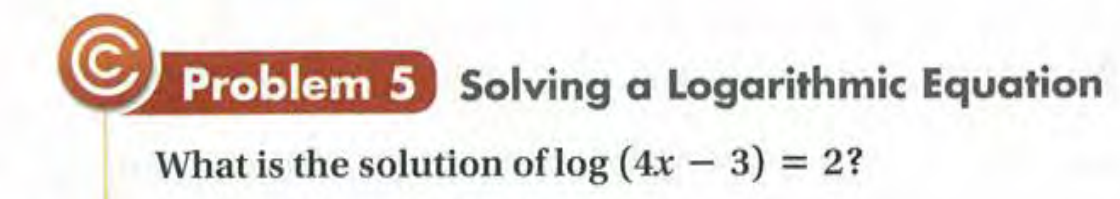 © Problem 5 Solving a Logarithmic Equation
What is the solution of log (4x − 3) = 2?